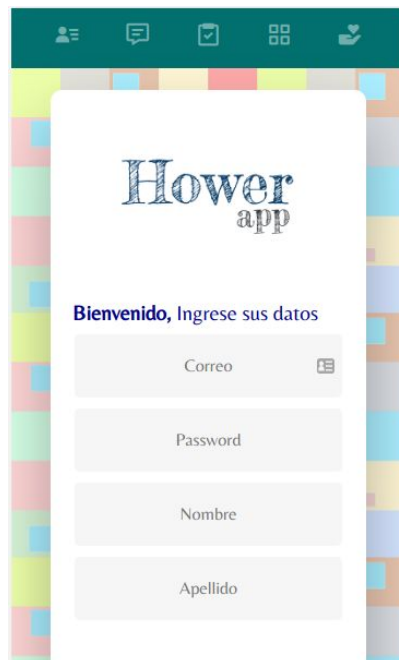 Hower
app
Bienvenido, Ingrese sus datos
Correo
Password
Nombre
Apellido